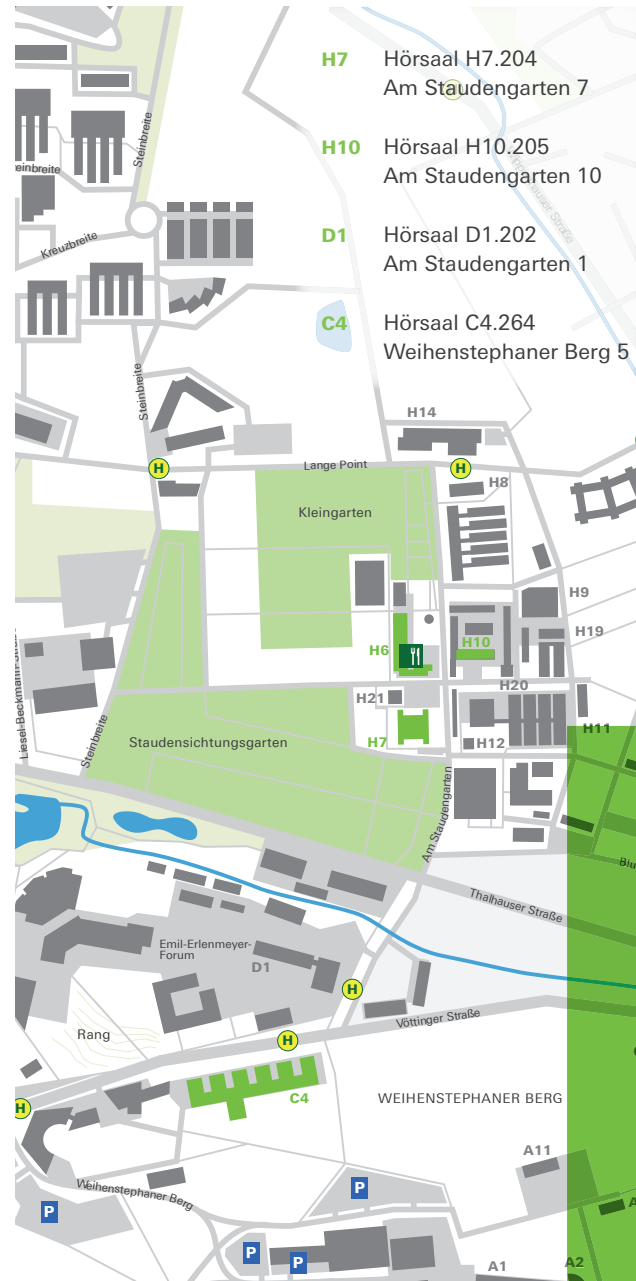 H7 Hörsaal H7.204
Am Staudengarten 7
H10 Hörsaal H10.205
Am Staudengarten 10
D1 Hörsaal D1.202
Am Staudengarten 1
C4 Hörsaal C4.264
Weihenstephaner Berg 5
Steinbreite
einbreite
Kreuzbreite
Steinbreite
H14
H
Lange Point
H
H8
Kleingarten
H9
H6
H10
H19
H20
H21
Liesel-Beckmann-Straße
Steinbreite
Staudensichtungsgarten
H7
H12
H11
Am Staudengarten
Thalhauser Straße
Emil-Erlenmeyer-
Forum
D1
H
Vöttinger Straße
Rang
H
C4
WEIHENSTEPHANER BERG
H
A11
Weihenstephaner Berg
P
P
P
P
A1
A2